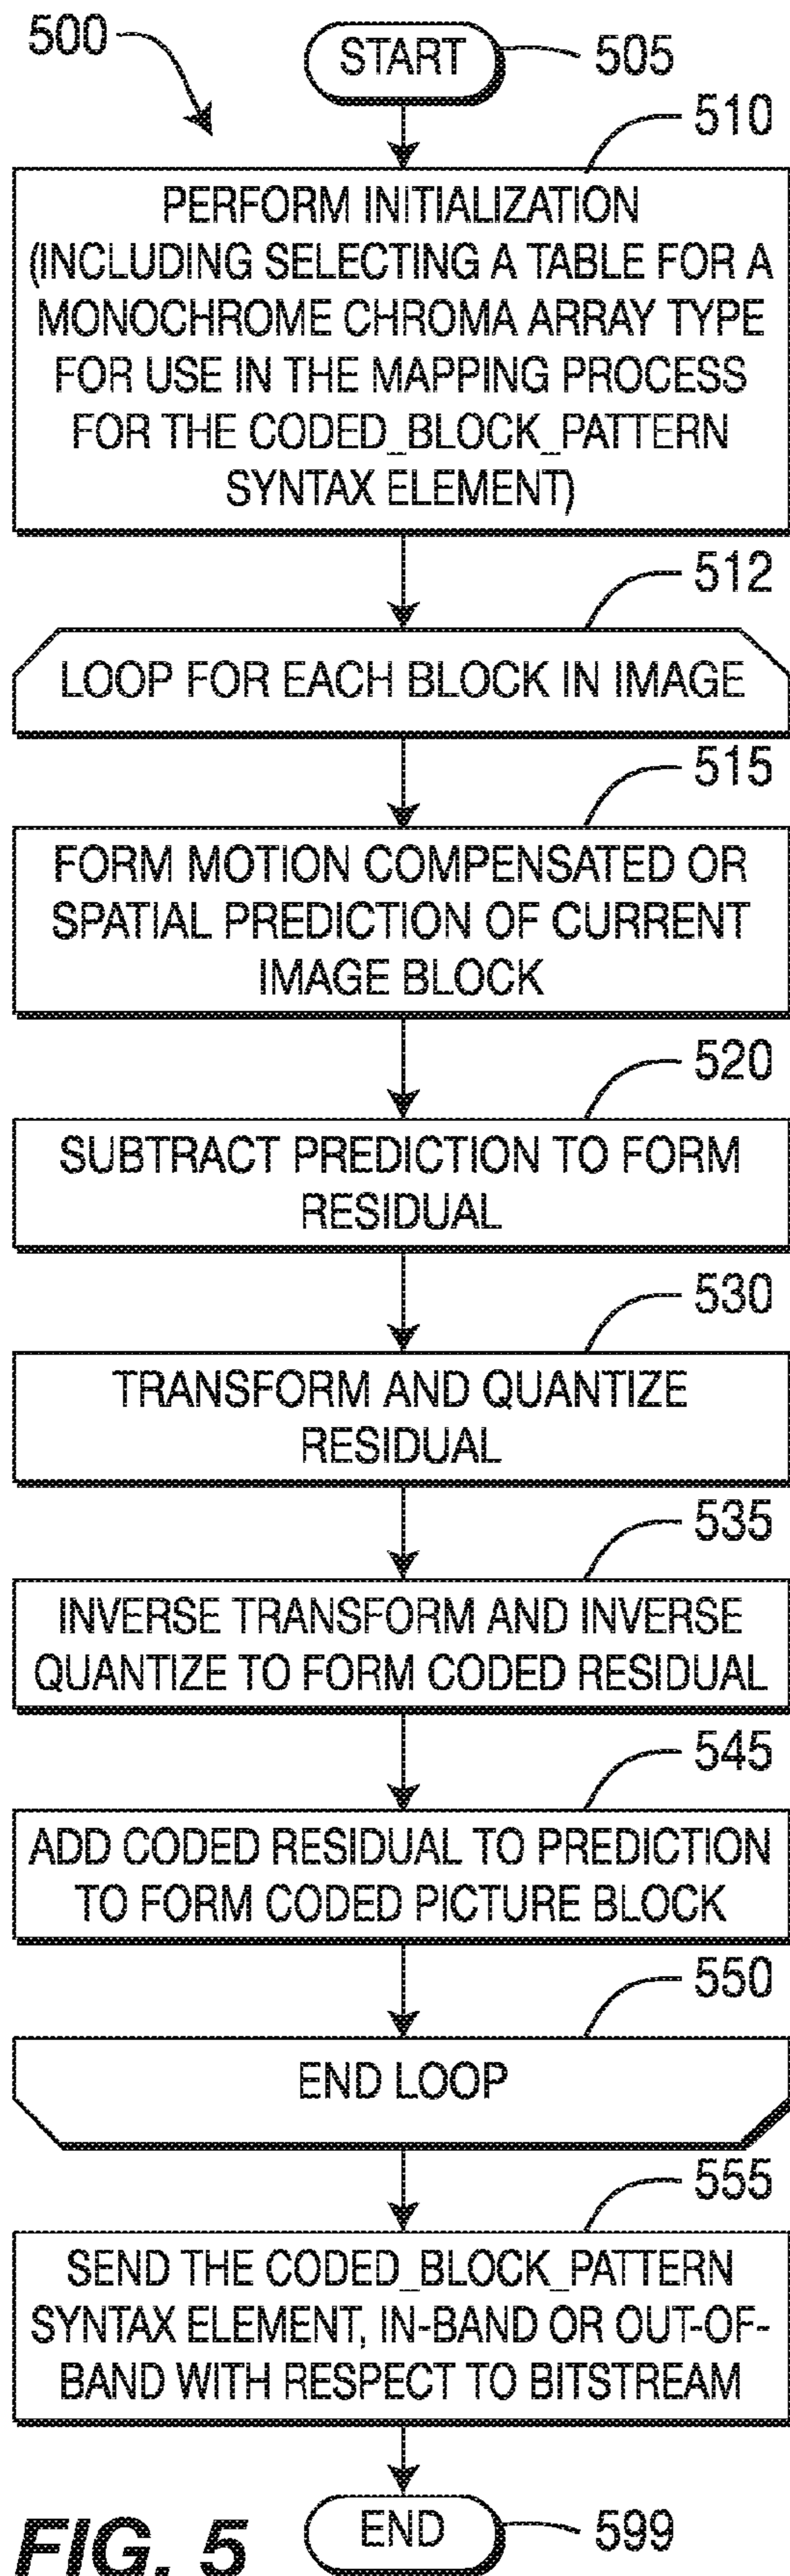 500
START
505
510
PERFORM INITIALIZATION
(INCLUDING SELECTING A TABLE FOR A
MONOCHROME CHROMA ARRAY TYPE
FOR USE IN THE MAPPING PROCESS
FOR THE CODED_BLOCK_PATTERN
SYNTAX ELEMENT)
512
LOOP FOR EACH BLOCK IN IMAGE
515
FORM MOTION COMPENSATED OR
SPATIAL PREDICTION OF CURRENT
IMAGE BLOCK
520
SUBTRACT PREDICTION TO FORM
RESIDUAL
530
TRANSFORM AND QUANTIZE
RESIDUAL
535
INVERSE TRANSFORM AND INVERSE
QUANTIZE TO FORM CODED RESIDUAL
545
ADD CODED RESIDUAL TO PREDICTION
TO FORM CODED PICTURE BLOCK
550
END LOOP
555
SEND THE CODED_BLOCK_PATTERN
SYNTAX ELEMENT, IN-BAND OR OUT-OF-
BAND WITH RESPECT TO BITSTREAM
END
599
FIG. 5